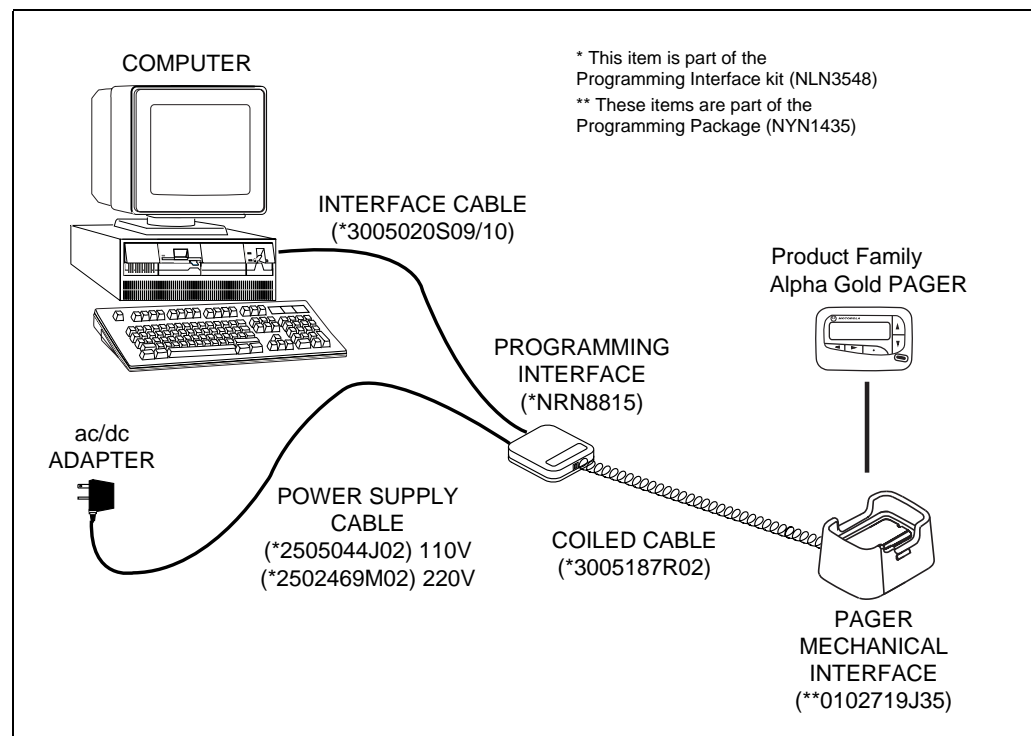 COMPUTER
* This item is part of the
Programming Interface kit (NLN3548)
** These items are part of the
Programming Package (NYN1435)
INTERFACE CABLE
(*3005020S09/10)
Product Family
Alpha Gold PAGER
MOTOROLA
PROGRAMMING
INTERFACE
(*NRN8815)
ac/dc
ADAPTER
POWER SUPPLY
CABLE
(*2505044J02) 110V
(*2502469M02) 220V
COILED CABLE
(*3005187R02)
PAGER
MECHANICAL
INTERFACE
(**0102719J35)